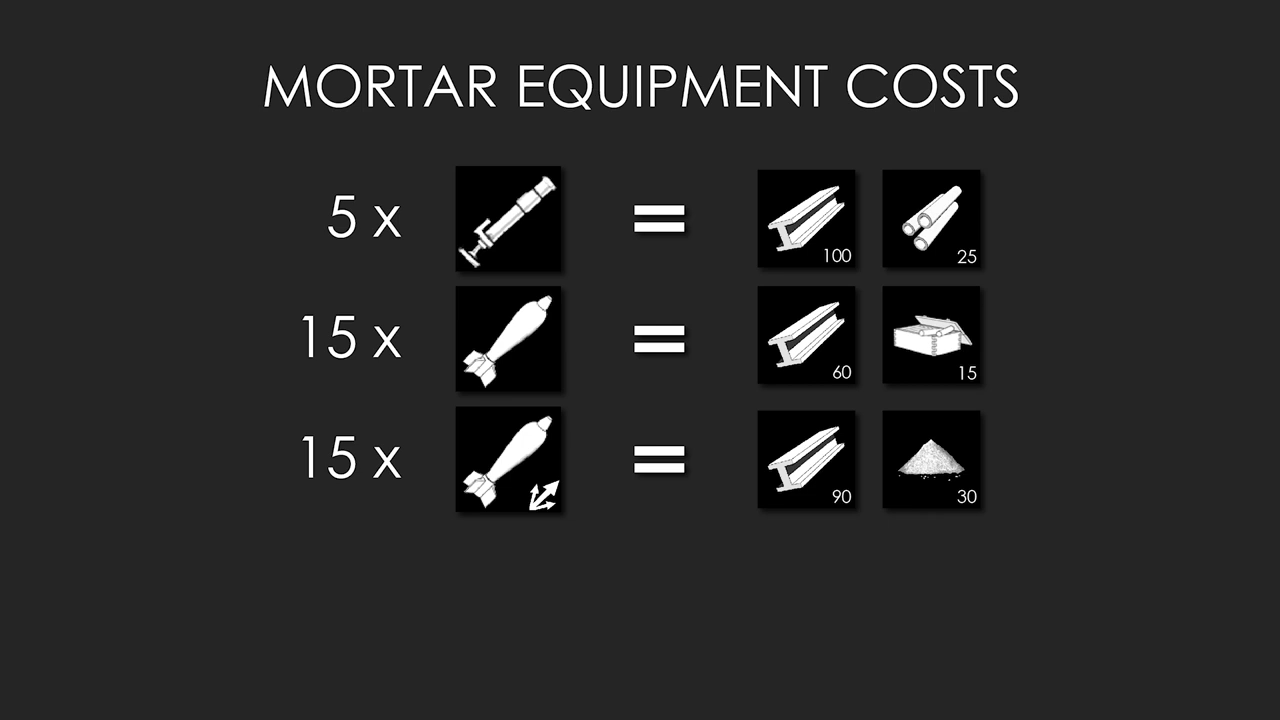 MORTAR EQUIPMENT COSTS
5 x = 100 25
15 x = 60 15
15 x = 90 30